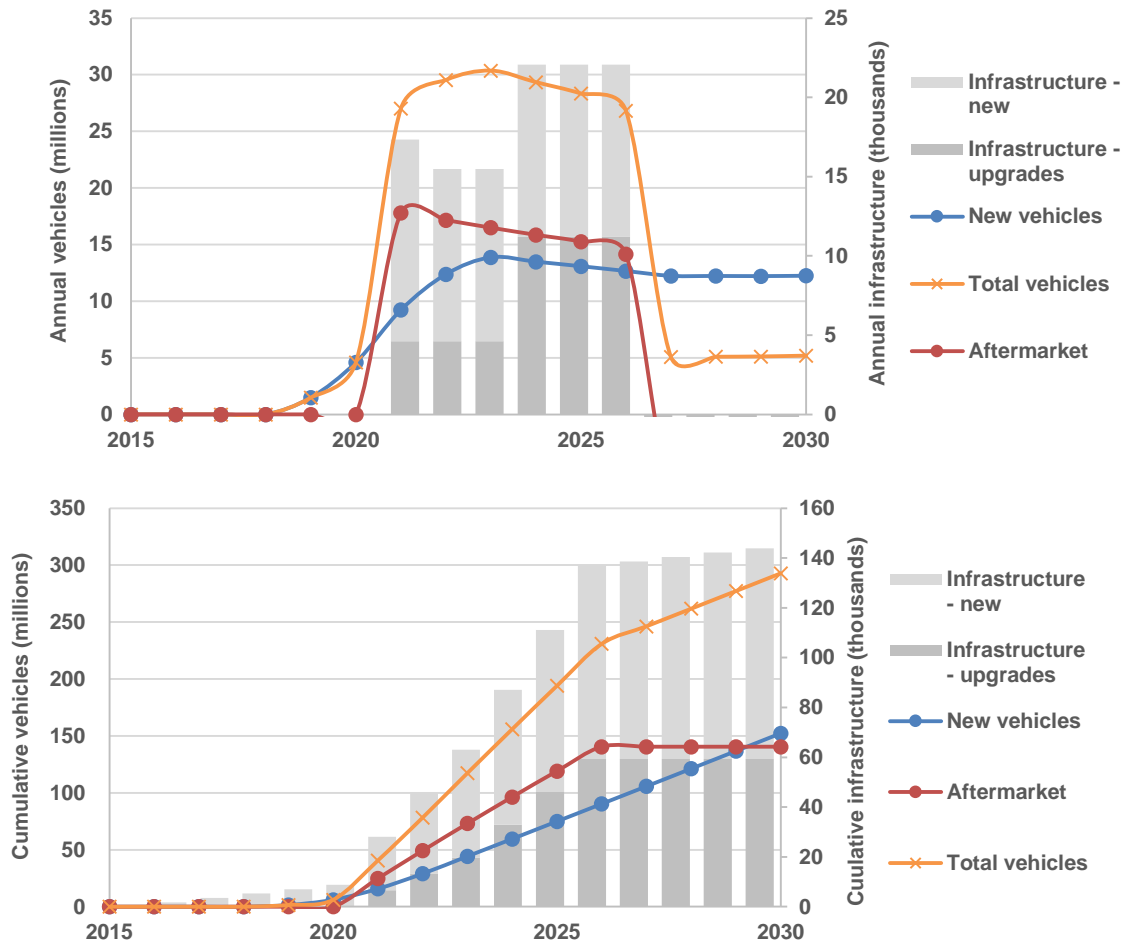 35
30
25
20
15
10
5
0
Annual vehicles (millions)
25
20
15
10
5
0
Annual infrastructure (thousands)
2015
2020
2025
2030
Infrastructure -
new
Infrastructure -
upgrades
New vehicles
Total vehicles
Aftermarket
350
300
250
200
150
100
50
0
Cumulative vehicles (millions)
160
140
120
100
80
60
40
20
0
Cuulative infrastructure (thousands)
2015
2020
2025
2030
Infrastructure
- new
Infrastructure
- upgrades
New vehicles
Aftermarket
Total vehicles